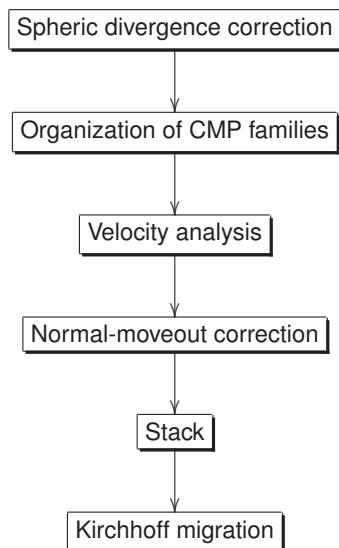 Spheric divergence correction
Organization of CMP families
Velocity analysis
Normal-moveout correction
Stack
Kirchhoff migration